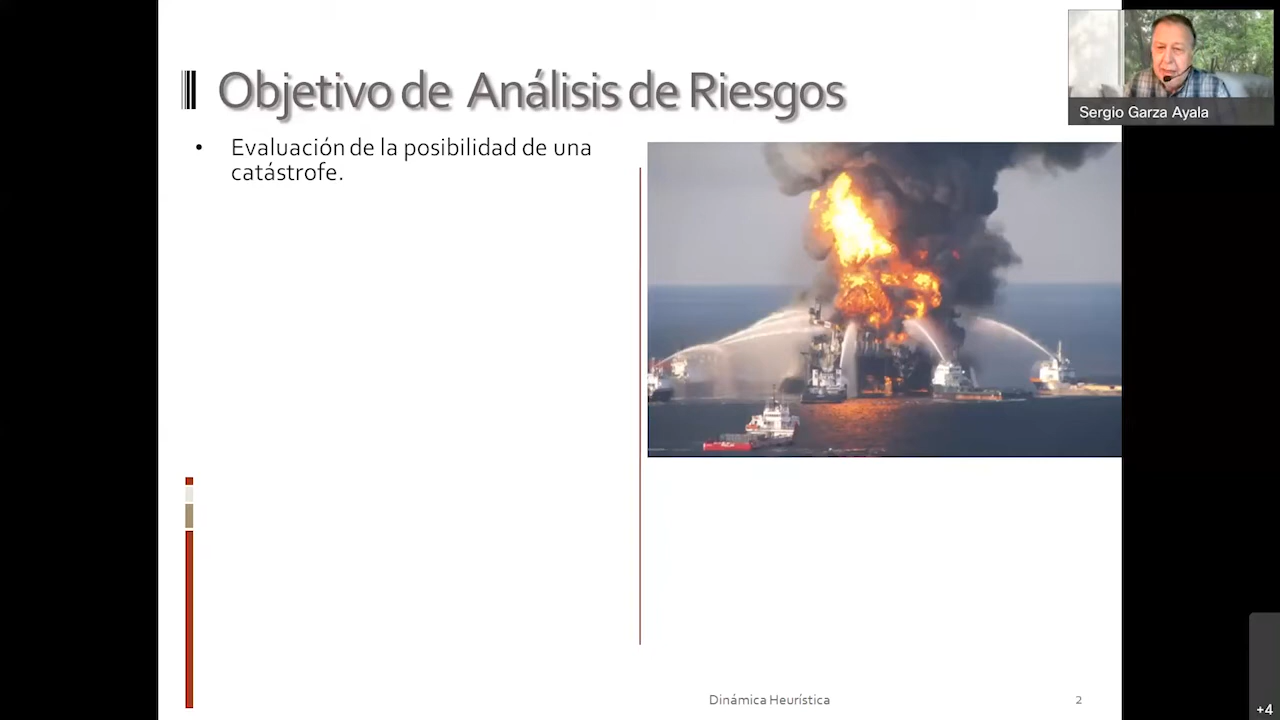 Objetivo de Análisis de Riesgos
• Evaluación de la posibilidad de una
catástrofe.
Sergio Garza Ayala
Dinámica Heurística
2
+4